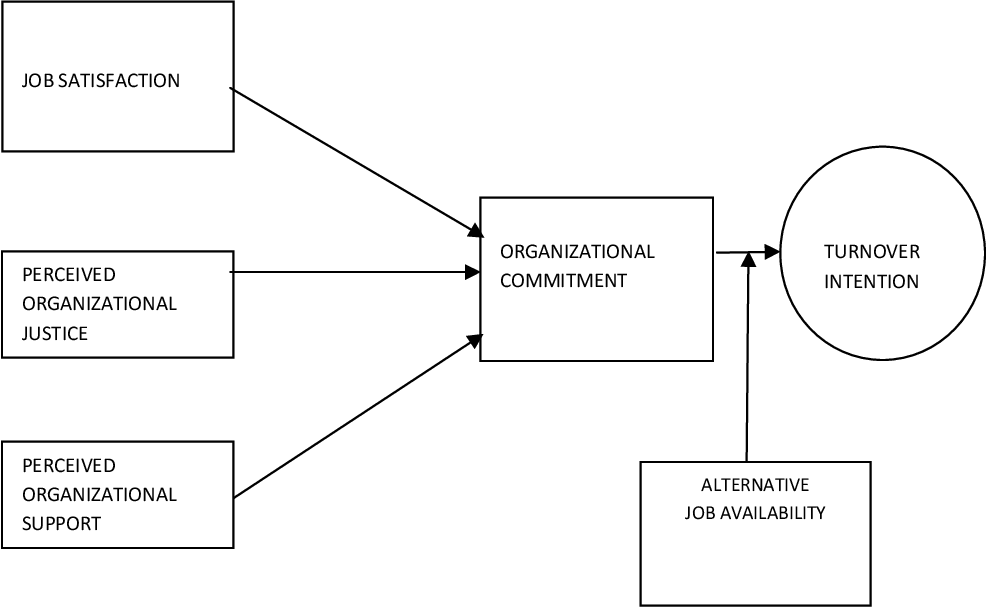 JOB SATISFACTION
PERCEIVED
ORGANIZATIONAL
JUSTICE
PERCEIVED
ORGANIZATIONAL
SUPPORT
ORGANIZATIONAL
COMMITMENT
TURNOVER
INTENTION
ALTERNATIVE
JOB AVAILABILITY